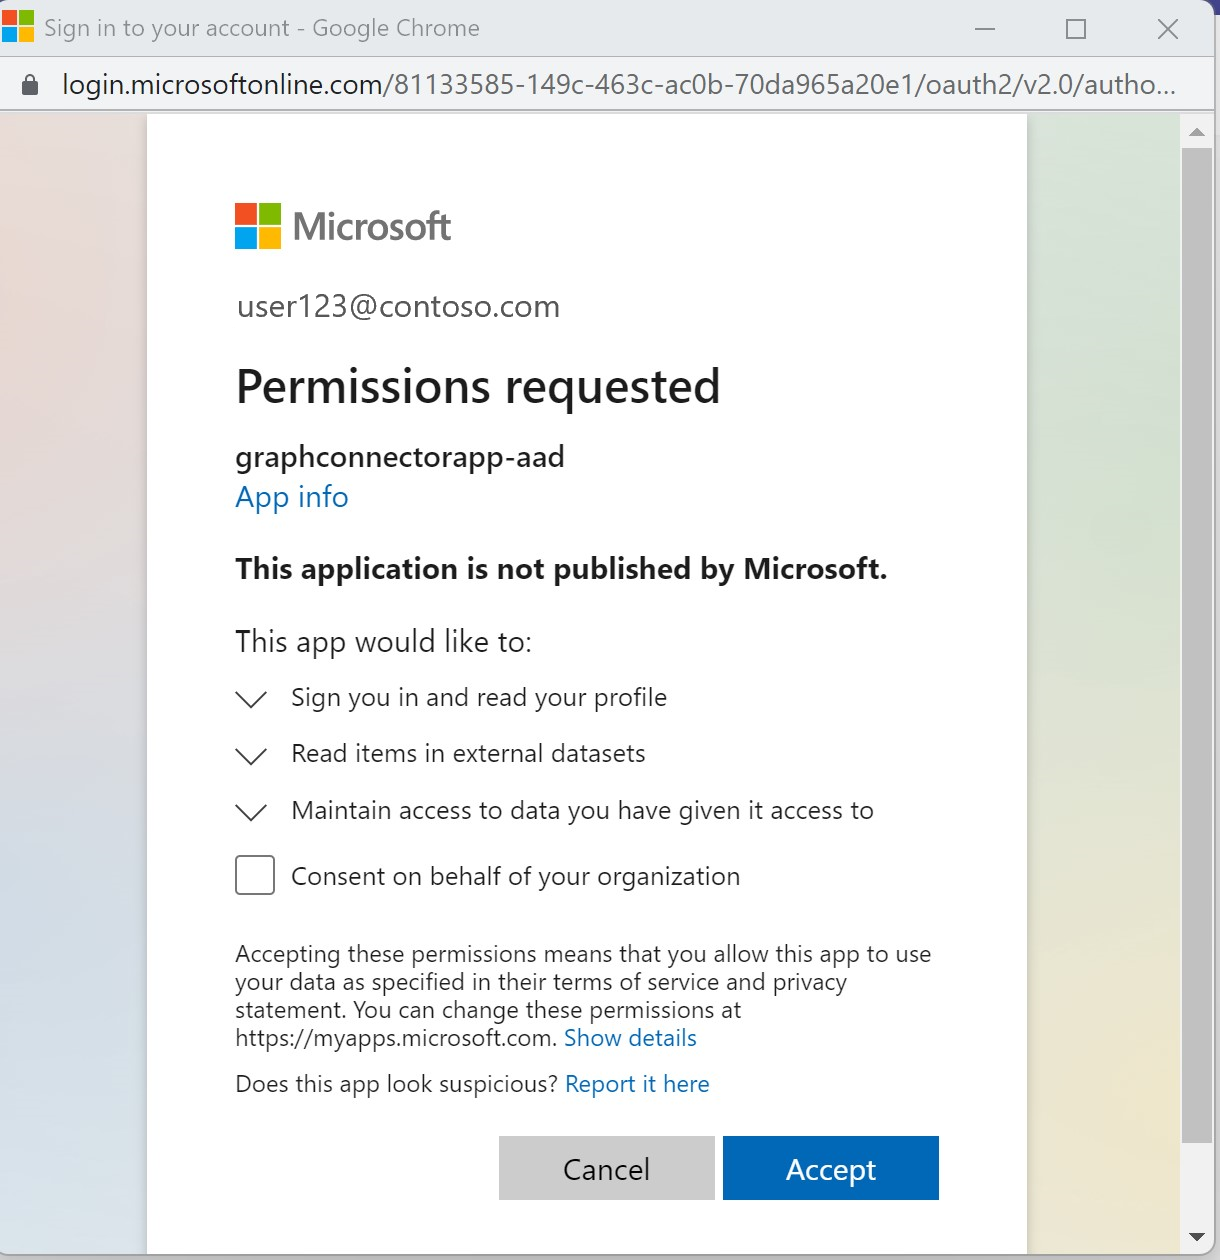 Sign in to your account - Google Chrome
login.microsoftonline.com/81133585-149c-463c-ac0b-70da965a20e1/oauth2/v2.0/autho...
Microsoft
user123@contoso.com
Permissions requested
graphconnectorapp-aad
App info
This application is not published by Microsoft.
This app would like to:
Sign you in and read your profile
Read items in external datasets
Maintain access to data you have given it access to
Consent on behalf of your organization
Accepting these permissions means that you allow this app to use
your data as specified in their terms of service and privacy
statement. You can change these permissions at
https://myapps.microsoft.com. Show details
Does this app look suspicious? Report it here
Cancel Accept